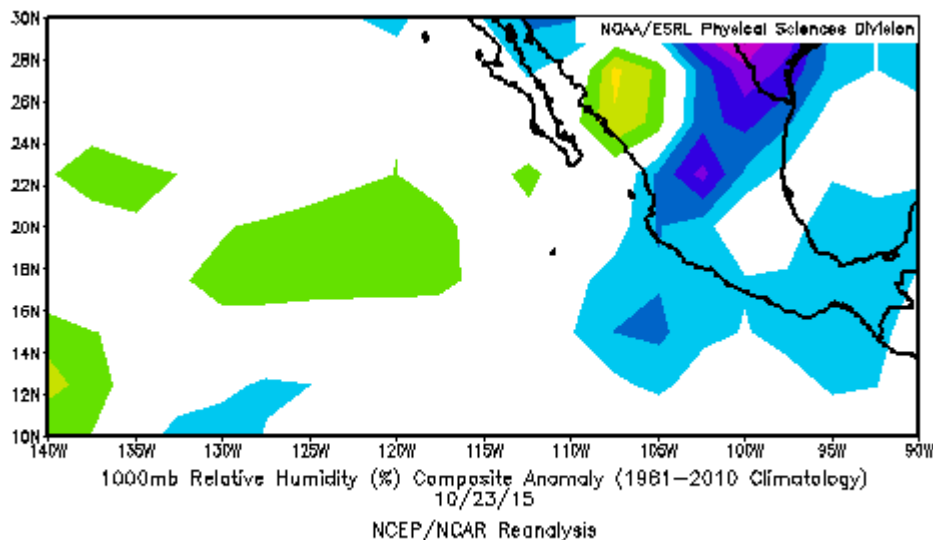 30N
NOAA/ESRL Physical Sciences Division
28N
26N
24N
22N
20N
18N
16N
14N
12N
10N
140W 135W 130W 125W 120W 115W 110W 105W 100W 95W 90W
1000mb Relative Humidity (%) Composite Anomaly (1981−2010 Climatology)
10/23/15
NCEP/NCAR Reanalysis